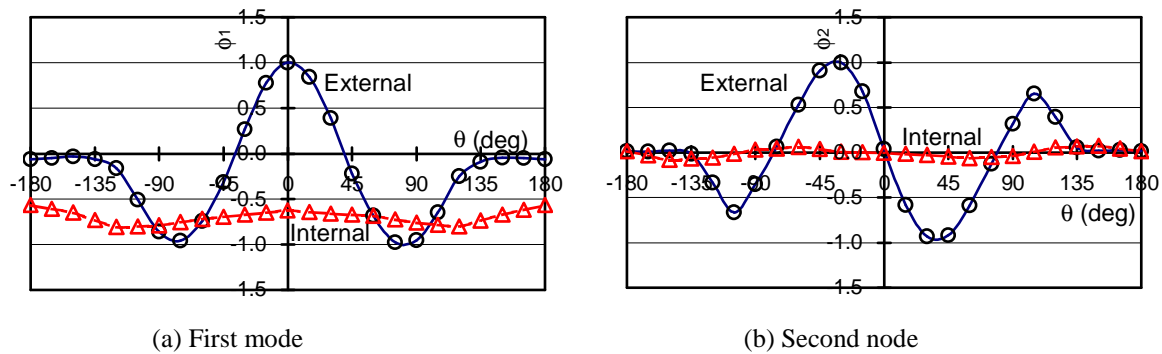 1.5
1.0
0.5
0.0
-0.5
-1.0
-1.5
-180 -135 -90 -45 0 45 90 135 180
ϕ1
External
Internal
θ (deg)
(a) First mode
1.5
1.0
0.5
0.0
-0.5
-1.0
-1.5
-180 -135 -90 -45 0 45 90 135 180
ϕ2
External
Internal
θ (deg)
(b) Second node